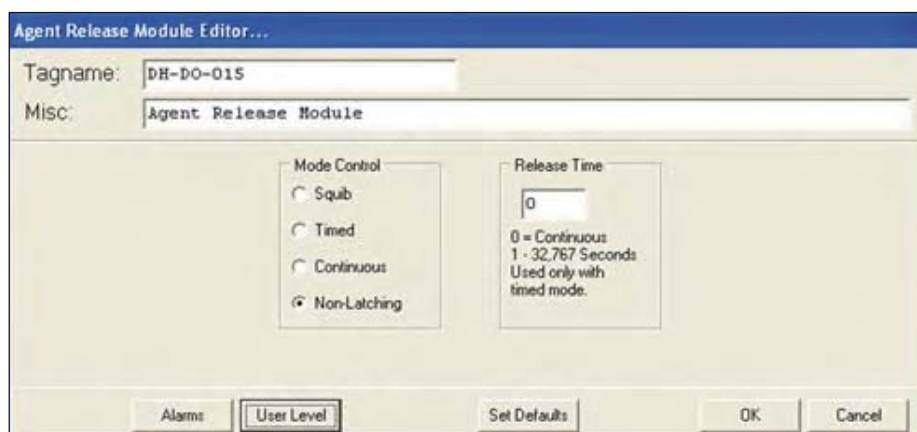 Agent Release Module Editor...
Tagname: DH-DO-015
Misc: Agent Release Module
Mode Control
Squib
Timed
Continuous
Non-Latching
Release Time
0
0 = Continuous
1 - 32,767 Seconds
Used only with
timed mode.
Alarms User Level Set Defaults OK Cancel